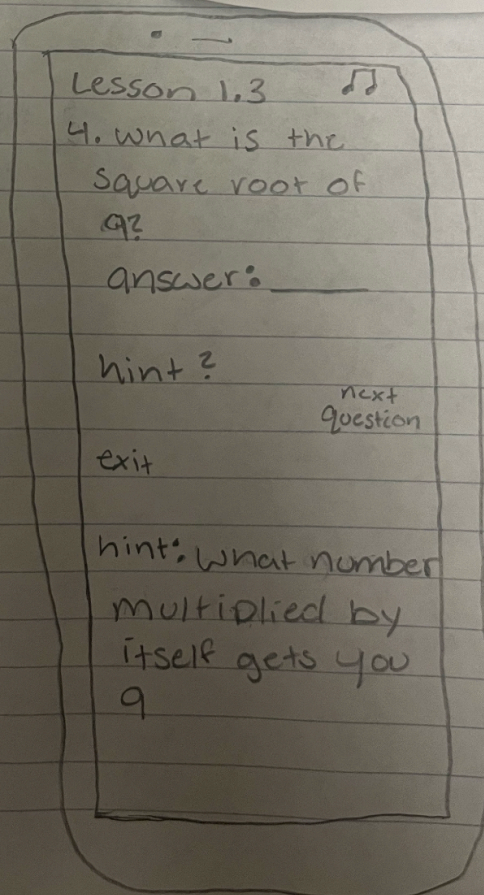 Lesson 1.3
4. What is the
square root of
9?
answer:______
hint?
next
question
exit
hint: What number
multiplied by
itself gets you
9